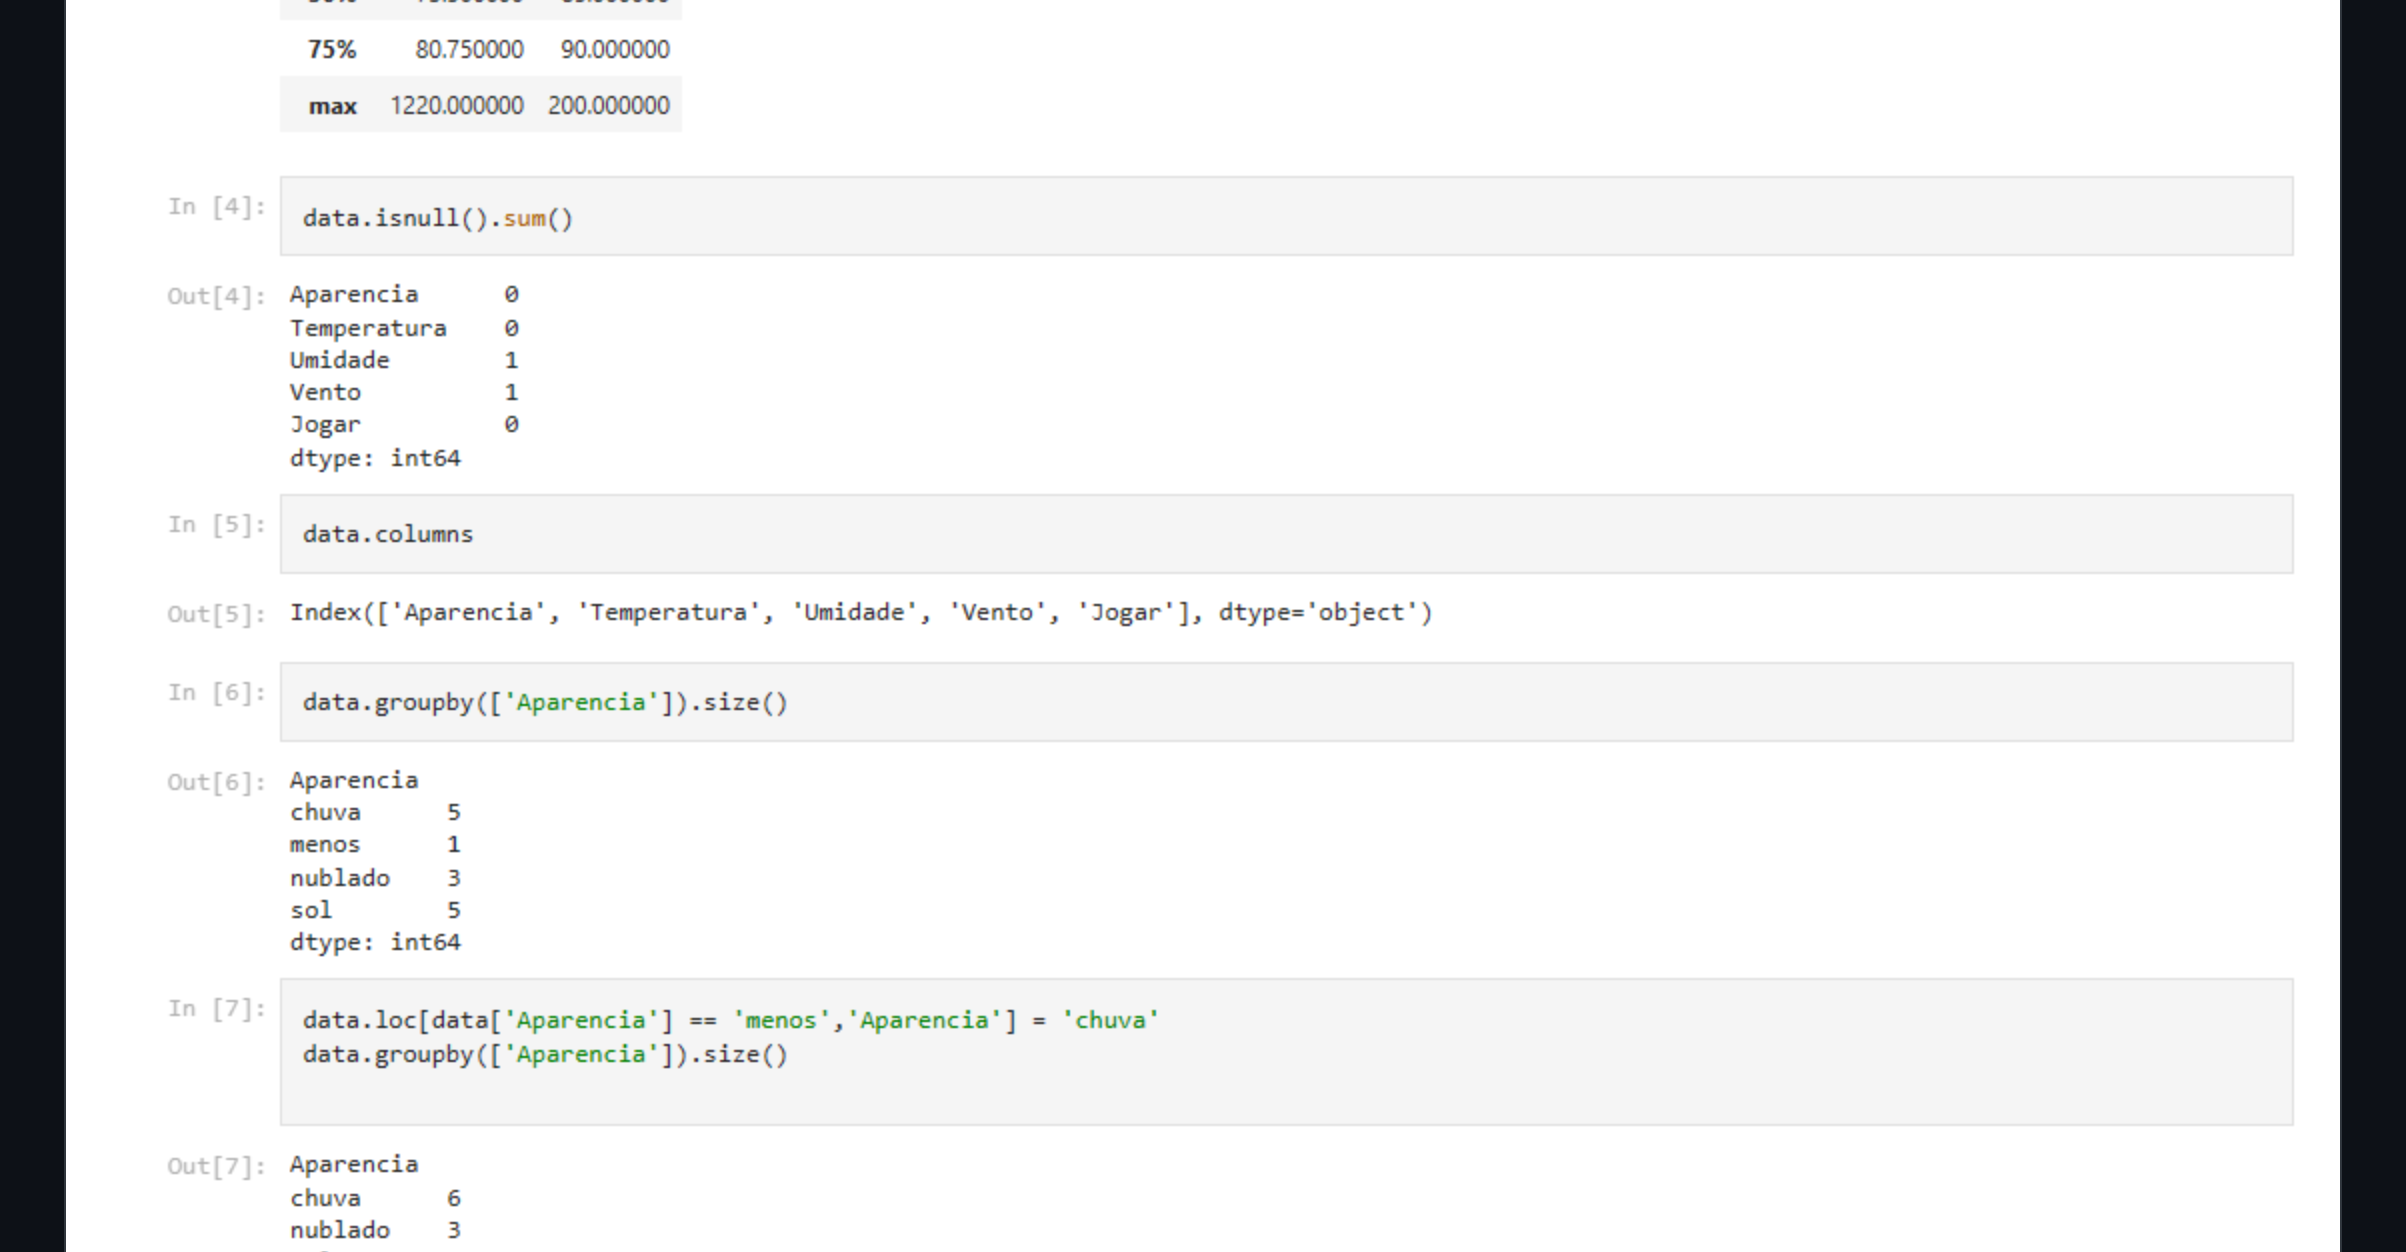 75% 80.750000 90.000000
max 1220.000000 200.000000
In [4]: data.isnull().sum()
Out[4]: Aparencia 0
Temperatura 0
Umidade 1
Vento 1
Jogar 0
dtype: int64
In [5]: data.columns
Out[5]: Index(['Aparencia', 'Temperatura', 'Umidade', 'Vento', 'Jogar'], dtype='object')
In [6]: data.groupby(['Aparencia']).size()
Out[6]: Aparencia
chuva 5
menos 1
nublado 3
sol 5
dtype: int64
In [7]: data.loc[data['Aparencia'] == 'menos','Aparencia'] = 'chuva'
data.groupby(['Aparencia']).size()
Out[7]: Aparencia
chuva 6
nublado 3